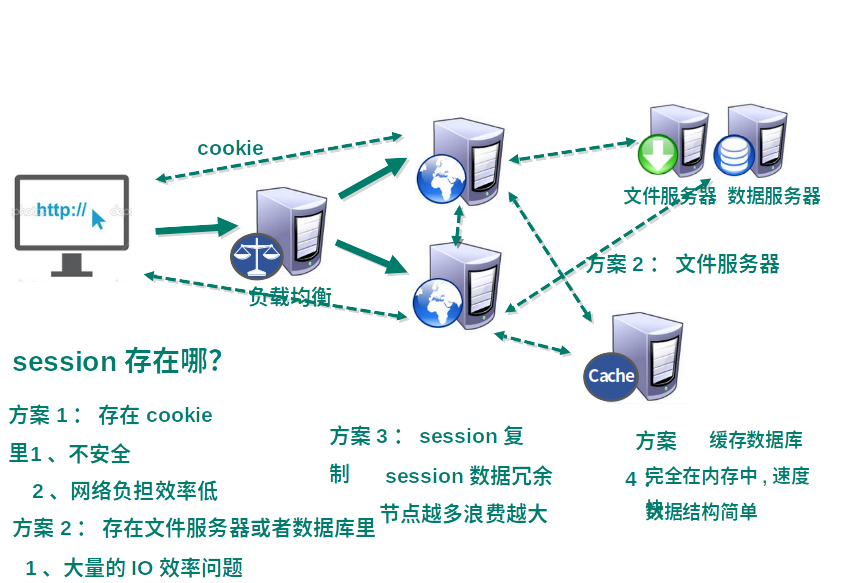 cookie
http://
文件服务器 数据服务器
负载均衡
方案 2 ： 文件服务器
Cache
session 存在哪?
方案 1 ： 存在 cookie
里1 、不安全
2 、网络负担效率低
方案 2 ： 存在文件服务器或者数据库里
1 、大量的 IO 效率问题
方案 3 ： session 复
制
session 数据冗余
节点越多浪费越大
方案
缓存数据库
4 ：
完全在内存中 , 速度
快
数据结构简单